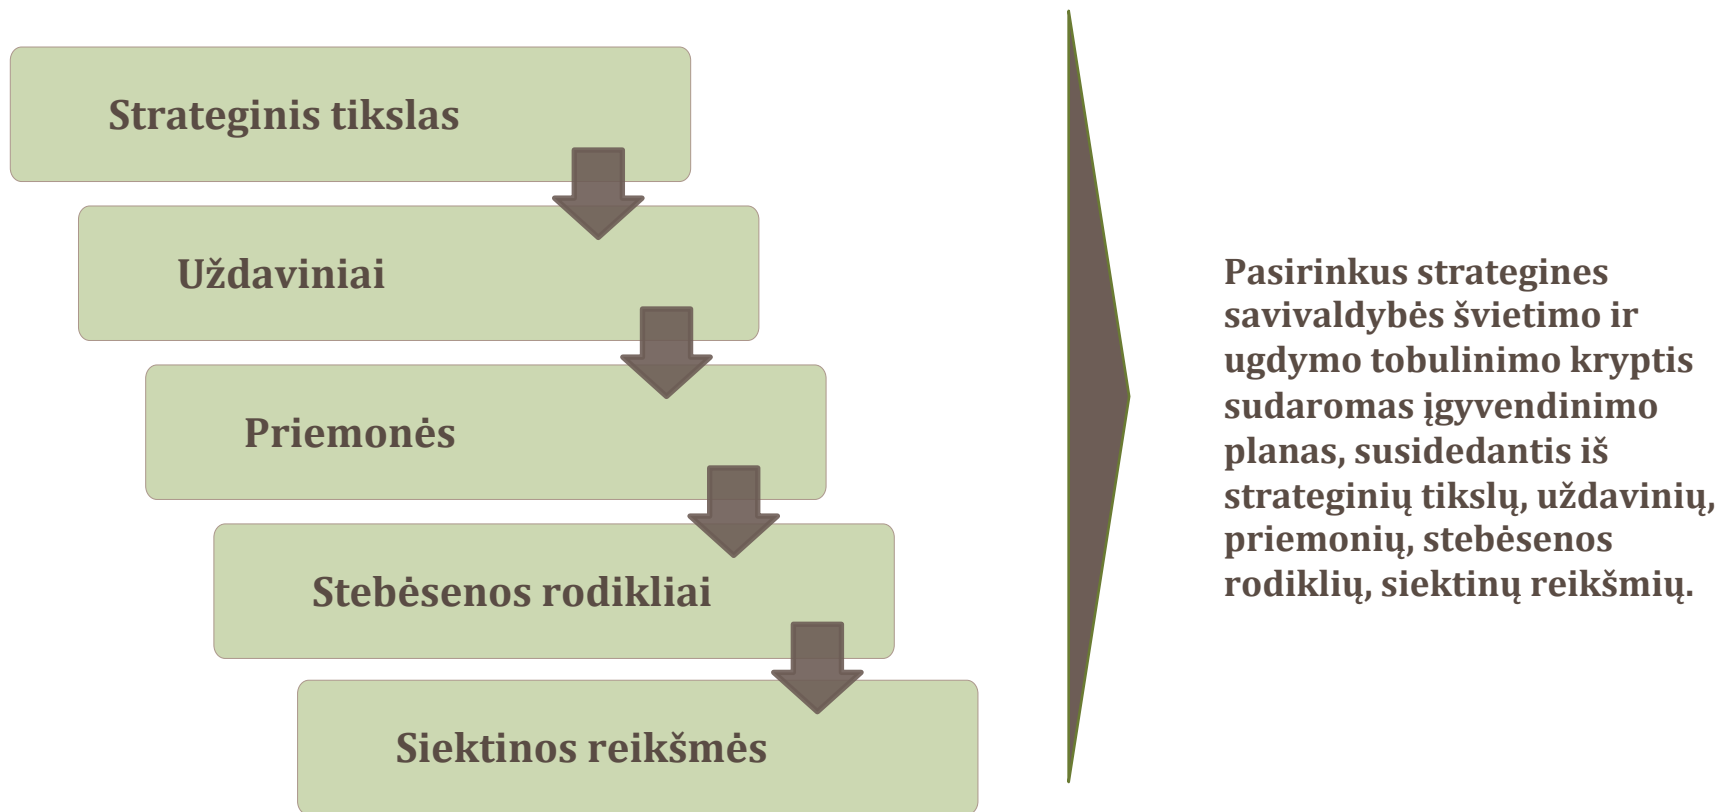 Strateginis tikslas
Uždaviniai
Priemonės
Stebėsenos rodikliai
Siektinos reikšmės
Pasirinkus strategines
savivaldybės švietimo ir
ugdymo tobulinimo kryptis
sudaromas įgyvendinimo
planas, susidedantis iš
strateginių tikslų, uždavinių,
priemonių, stebėsenos
rodiklių, siektinų reikšmių.